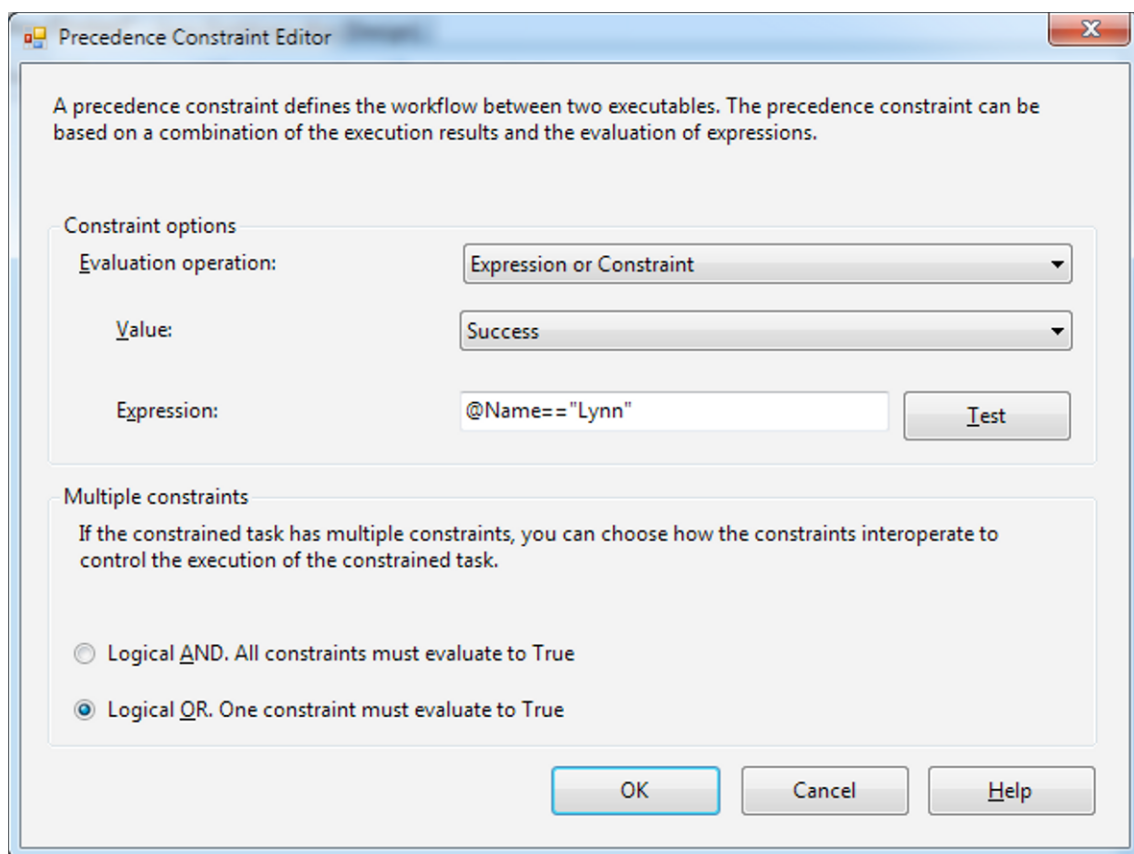 Precedence Constraint Editor
A precedence constraint defines the workflow between two executables. The precedence constraint can be
based on a combination of the execution results and the evaluation of expressions.
Constraint options
Evaluation operation:
Expression or Constraint
Value:
Success
Expression:
@Name=="Lynn"
Test
Multiple constraints
If the constrained task has multiple constraints, you can choose how the constraints interoperate to
control the execution of the constrained task.
Logical AND. All constraints must evaluate to True
Logical OR. One constraint must evaluate to True
OK
Cancel
Help